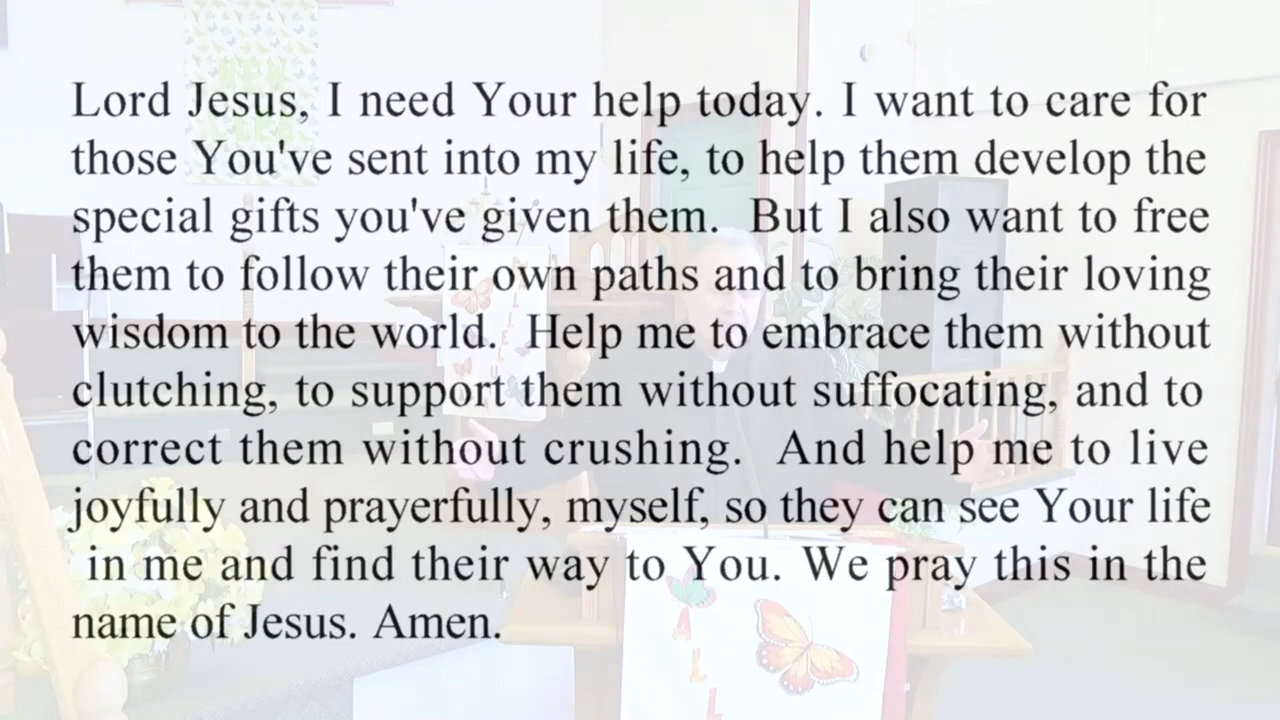 Lord Jesus, I need Your help today. I want to care for
those You've sent into my life, to help them develop the
special gifts you've given them.  But I also want to free
them to follow their own paths and to bring their loving
wisdom to the world.  Help me to embrace them without
clutching, to support them without suffocating, and to
correct them without crushing.  And help me to live
joyfully and prayerfully, myself, so they can see Your life
in me and find their way to You. We pray this in the
name of Jesus. Amen.
A
L
L